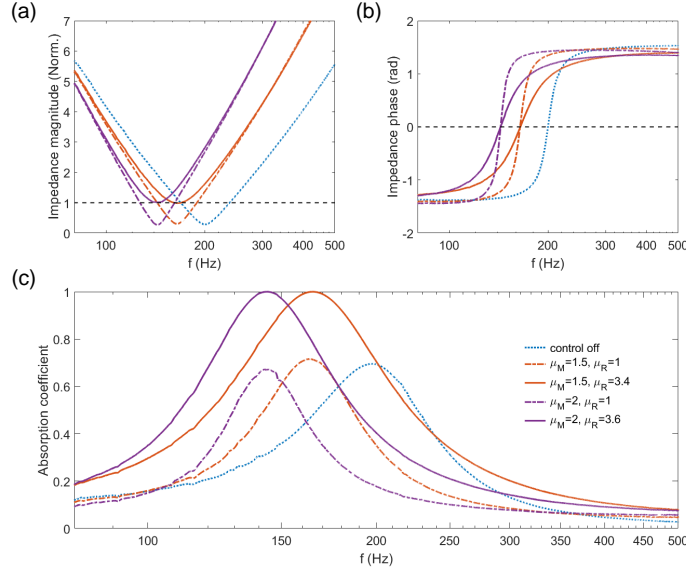 (a)
7
6
5
4
3
2
1
0
100
200
300
400
500
Impedance magnitude (Norm.)
f (Hz)
(b)
2
1
0
-1
-2
100
200
300
400
500
Impedance phase (rad)
f (Hz)
(c)
1
0.8
0.6
0.4
0.2
0
100
150
200
250
300
350
400
450
500
Absorption coefficient
f (Hz)
control off
μM=1.5, μR=1
μM=1.5, μR=3.4
μM=2, μR=1
μM=2, μR=3.6